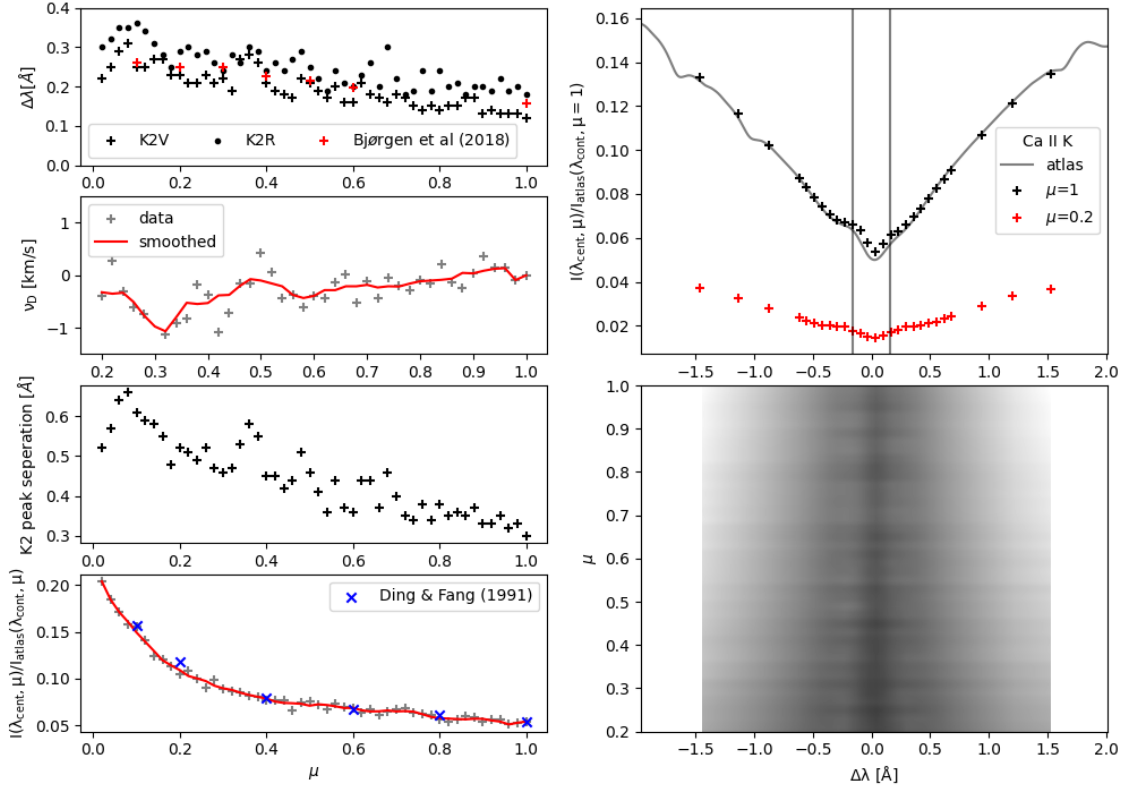 0.4
0.3
0.2
0.1
0.0
Δλ[Å]
K2V
K2R
Bjørgen et al (2018)
0.0 0.2 0.4 0.6 0.8 1.0
1
0
−1
ν_D [km/s]
data
smoothed
0.2 0.3 0.4 0.5 0.6 0.7 0.8 0.9 1.0
0.6
0.5
0.4
0.3
K2 peak seperation [Å]
0.0 0.2 0.4 0.6 0.8 1.0
0.20
0.15
0.10
0.05
I(λ_cent, μ)/I_atlas(λ_cont, μ)
Ding & Fang (1991)
0.0 0.2 0.4 0.6 0.8 1.0
μ
0.16
0.14
0.12
0.10
0.08
0.06
0.04
0.02
I(λ_cent, μ)/I_atlas(λ_cont, μ = 1)
Ca II K
atlas
μ=1
μ=0.2
−1.5 −1.0 −0.5 0.0 0.5 1.0 1.5 2.0
1.0
0.9
0.8
0.7
0.6
0.5
0.4
0.3
0.2
μ
−1.5 −1.0 −0.5 0.0 0.5 1.0 1.5 2.0
Δλ [Å]